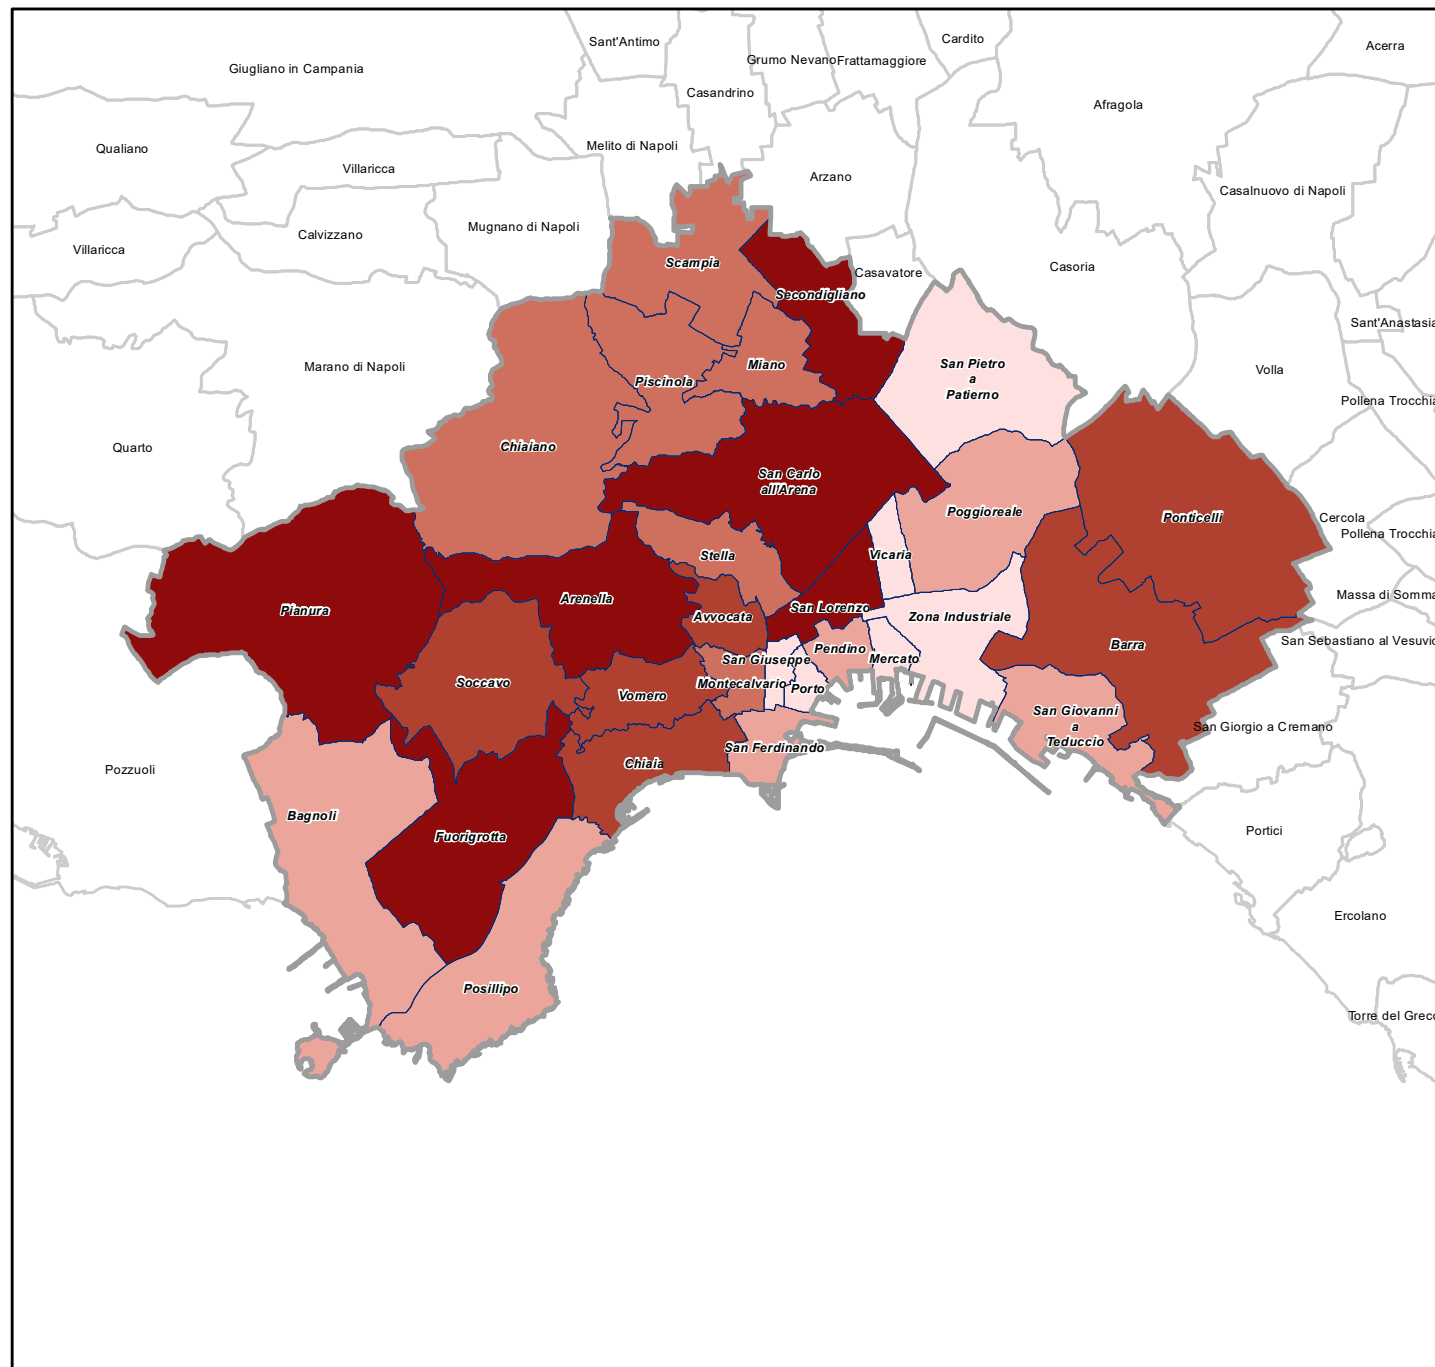 Sant'Antimo
Cardito
Acerra
Giugliano in Campania
Grumo Nevano
Frattamaggiore
Casandrino
Afragola
Qualiano
Melito di Napoli
Villaricca
Arzano
Casalnuovo di Napoli
Villaricca
Calvizzano
Mugnano di Napoli
Scampia
Casavatore
Casoria
Secondigliano
Sant'Anastasia
Marano di Napoli
Miano
San Pietro
a
Patierno
Volla
Piscinola
Pollena Trocchia
Quarto
Chiaiano
San Carlo
all'Arena
Poggioreale
Ponticelli
Cercola
Pollena Trocchia
Stella
Vicaria
Massa di Somma
Pianura
Arenella
San Lorenzo
Avvocata
Zona Industriale
San Sebastiano al Vesuvio
Barra
Pendino
San Giuseppe
Mercato
Soccavo
Montecalvario
Porto
Vomero
San Giovanni
a
Teduccio
San Giorgio a Cremano
San Ferdinando
Chiaia
Pozzuoli
Bagnoli
Fuorigrotta
Portici
Ercolano
Posillipo
Torre del Greco